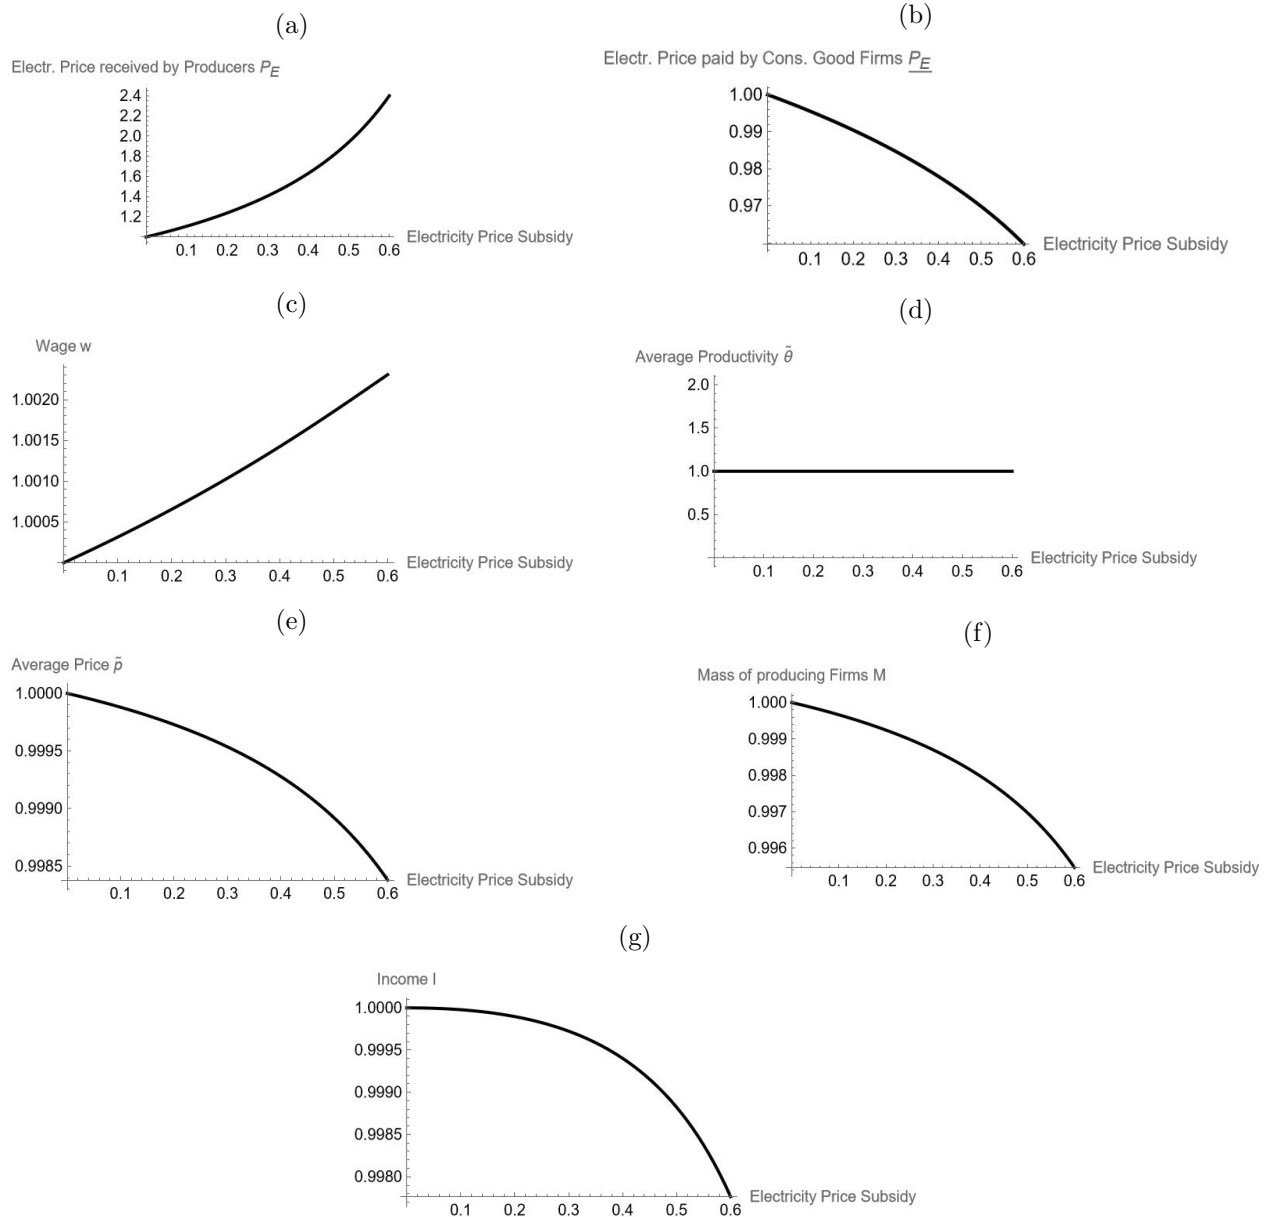 (a)
Electr. Price received by Producers P_E
2.4
2.2
2.0
1.8
1.6
1.4
1.2
0.1 0.2 0.3 0.4 0.5 0.6
Electricity Price Subsidy
(b)
Electr. Price paid by Cons. Good Firms P_E
1.00
0.99
0.98
0.97
0.1 0.2 0.3 0.4 0.5 0.6
Electricity Price Subsidy
(c)
Wage w
1.0020
1.0015
1.0010
1.0005
0.1 0.2 0.3 0.4 0.5 0.6
Electricity Price Subsidy
(d)
Average Productivity θ̃
2.0
1.5
1.0
0.5
0.1 0.2 0.3 0.4 0.5 0.6
Electricity Price Subsidy
(e)
Average Price p̃
1.0000
0.9995
0.9990
0.9985
0.1 0.2 0.3 0.4 0.5 0.6
Electricity Price Subsidy
(f)
Mass of producing Firms M
1.000
0.999
0.998
0.997
0.996
0.1 0.2 0.3 0.4 0.5 0.6
Electricity Price Subsidy
(g)
Income I
1.0000
0.9995
0.9990
0.9985
0.9980
0.1 0.2 0.3 0.4 0.5 0.6
Electricity Price Subsidy